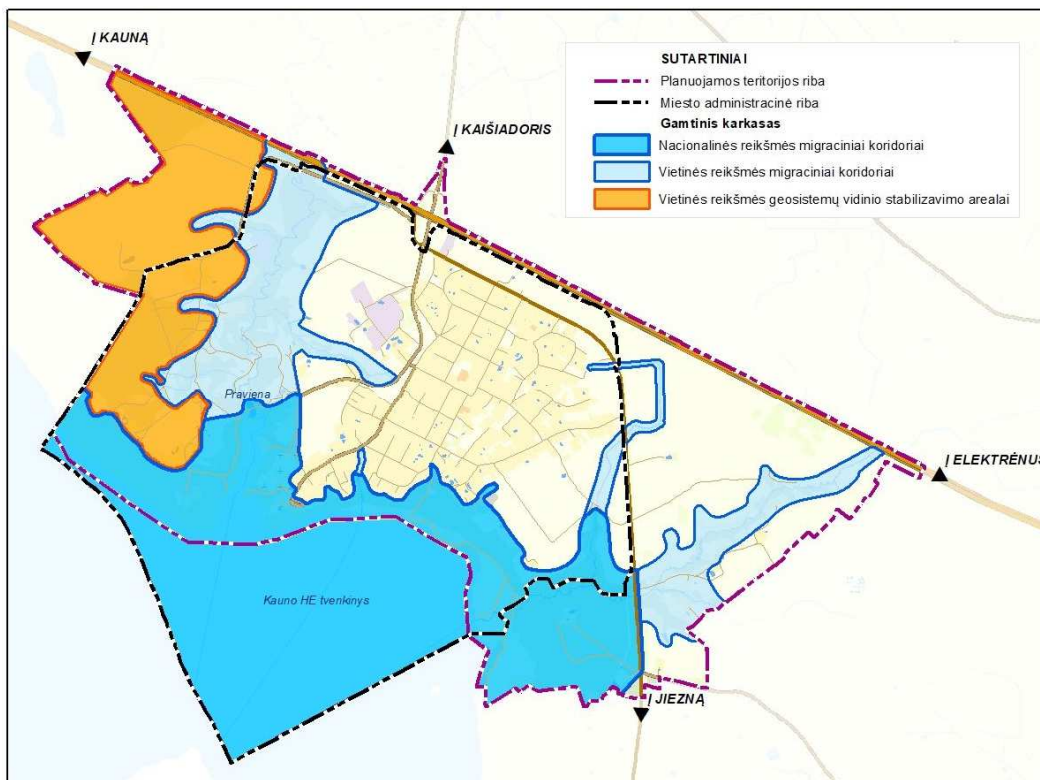 Į KAUNĄ
Į KAIŠIADORIS
SUTARTINIAI
Planuojamos teritorijos riba
Miesto administracinė riba
Gamtinis karkasas
Nacionalinės reikšmės migraciniai koridoriai
Vietinės reikšmės migraciniai koridoriai
Vietinės reikšmės geosistemų vidinio stabilizavimo arealai
Praviena
Į ELEKTRĖNUS
Kauno HE tvenkinys
Į JIEZNĄ